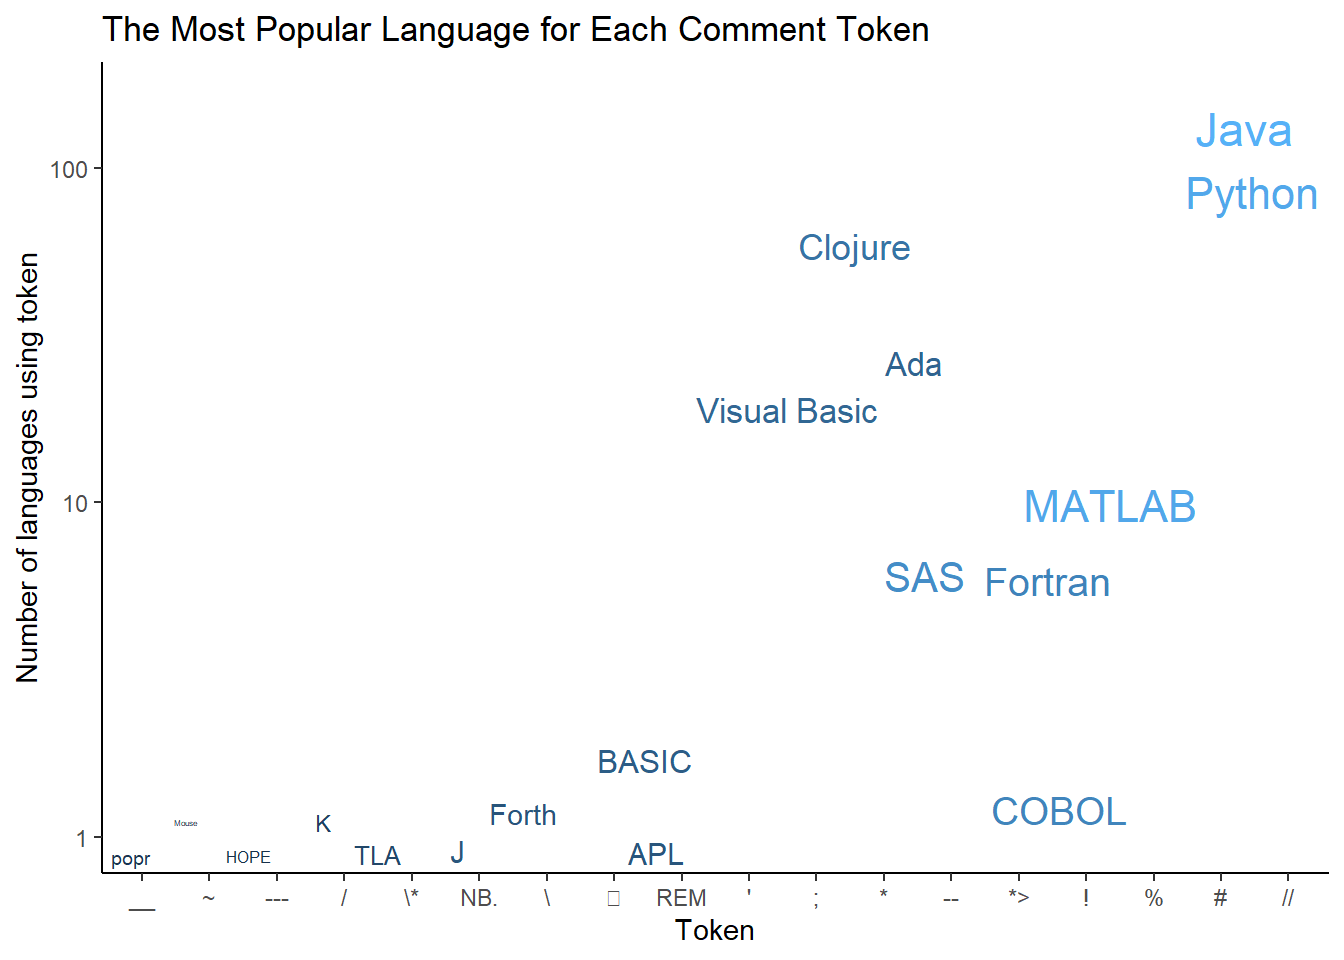 The Most Popular Language for Each Comment Token
Number of languages using token
100
10
1
Java
Python
Clojure
Ada
Visual Basic
MATLAB
SAS
Fortran
BASIC
COBOL
Forth
Mouse
K
popr
HOPE
TLA
J
APL
__ ~ --- / \* NB. \ □ REM ' ; * -- *> ! % # //
Token